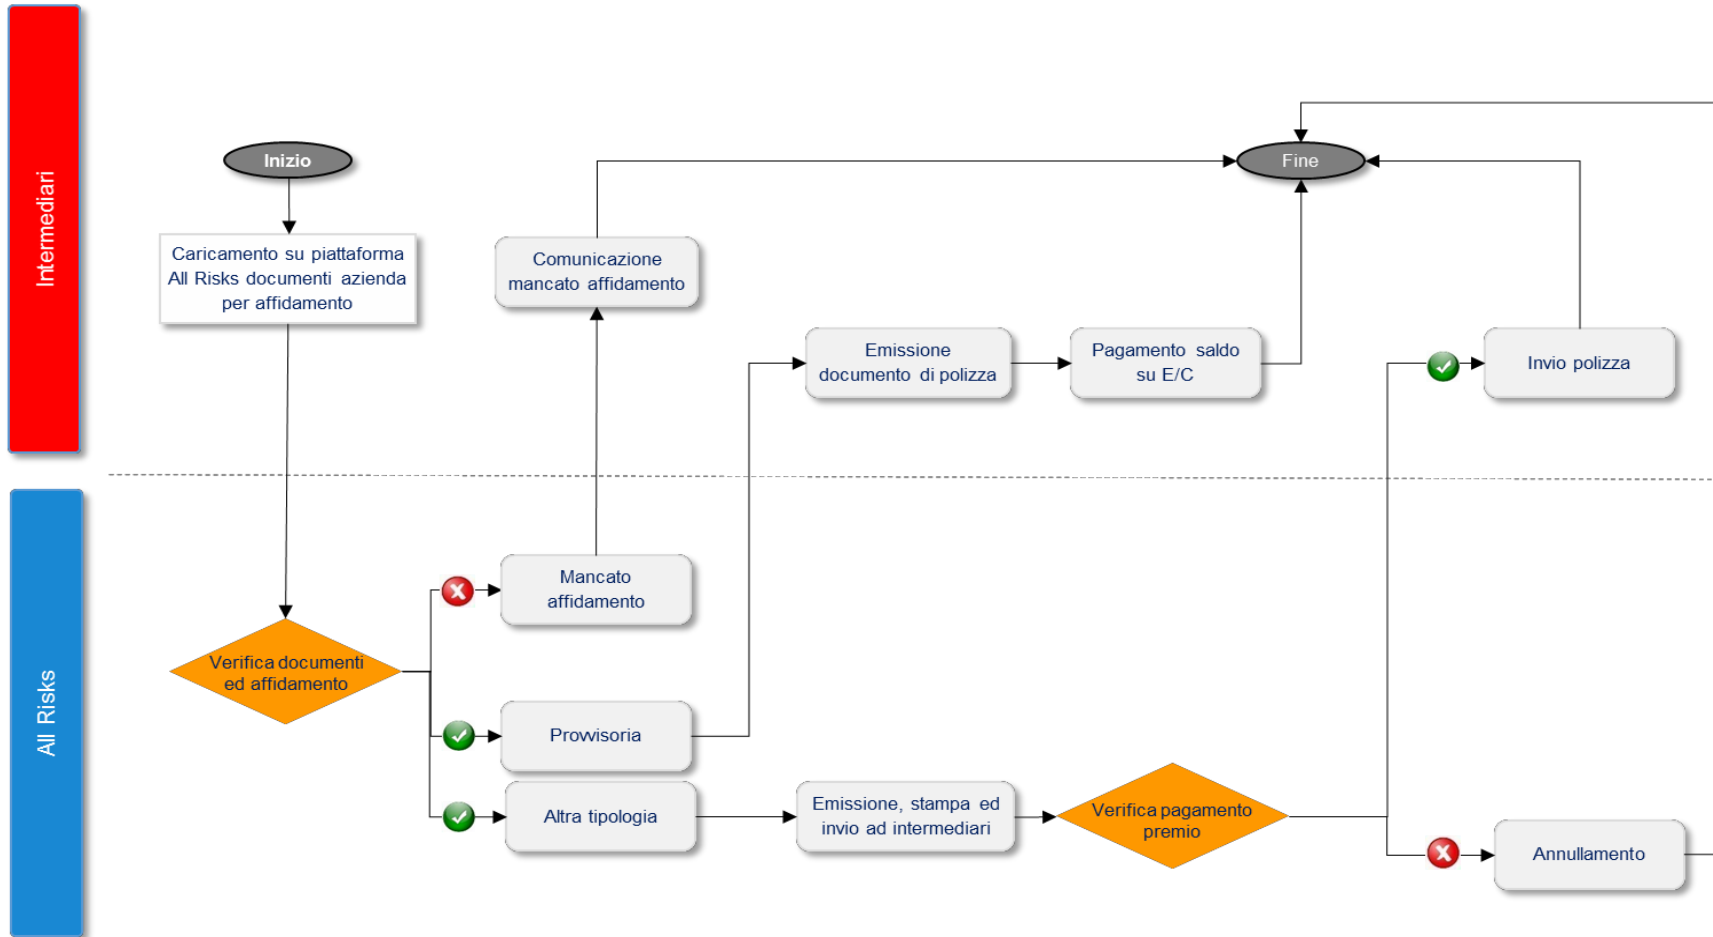 Intermediari
Inizio
Caricamento su piattaforma
All Risks documenti azienda
per affidamento
Comunicazione
mancato affidamento
Emissione
documento di polizza
Pagamento saldo
su E/C
Fine
Invio polizza
All Risks
Verifica documenti
ed affidamento
Mancato
affidamento
Provvisoria
Altra tipologia
Emissione, stampa ed
invio ad intermediari
Verifica pagamento
premio
Annullamento